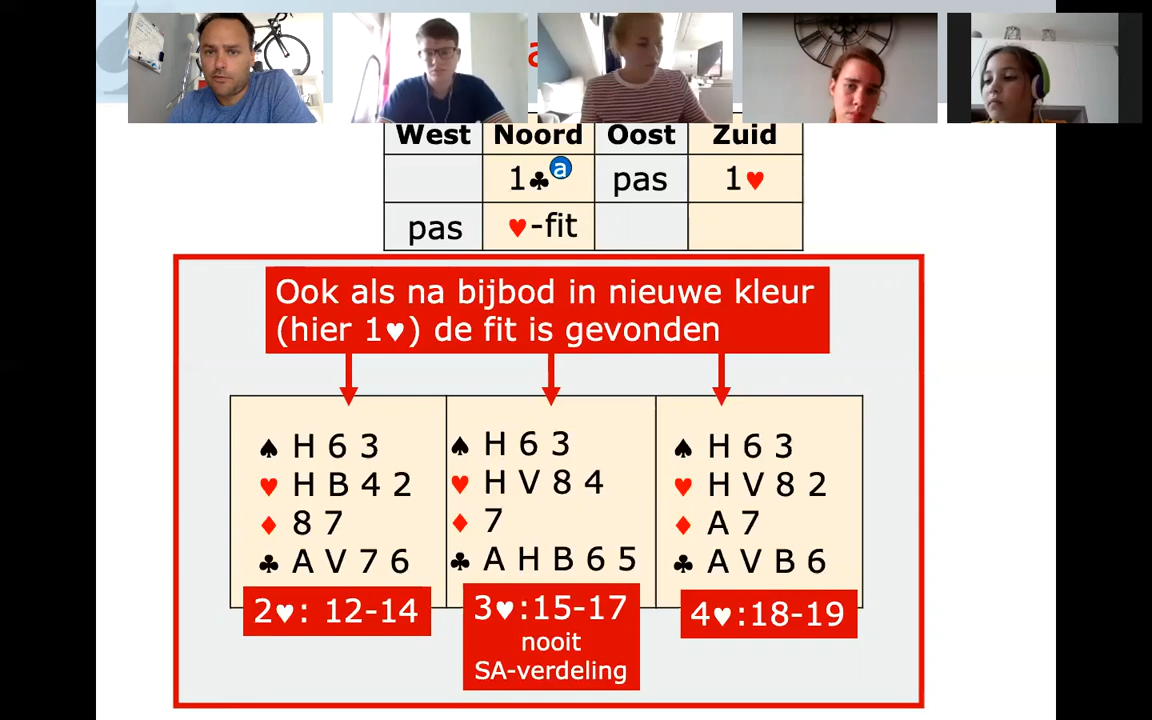 West Noord Oost Zuid
1♣ a pas 1♥
pas ♥-fit
Ook als na bijbod in nieuwe kleur
(hier 1♥) de fit is gevonden
♠ H 6 3
♥ H B 4 2
♦ 8 7
♣ A V 7 6
2♥: 12-14
♠ H 6 3
♥ H V 8 4
♦ 7
♣ A H B 6 5
3♥:15-17
nooit
SA-verdeling
♠ H 6 3
♥ H V 8 2
♦ A 7
♣ A V B 6
4♥:18-19